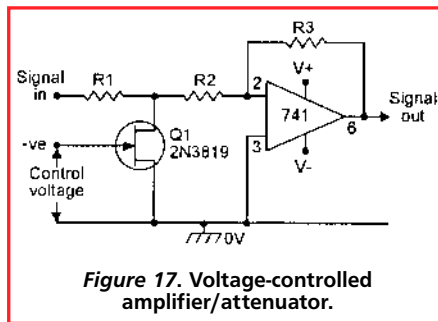 R3
Signal
in
R1
R2
V+
2
741
6
Signal
out
3
V-
-ve
Q1
2N3819
Control
voltage
0V
Figure 17. Voltage-controlled
amplifier/attenuator.